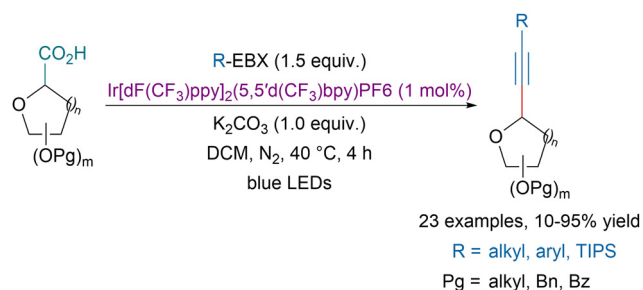 CO2H
O
()n
(OPg)m
R-EBX (1.5 equiv.)
Ir[dF(CF3)ppy]2(5,5'd(CF3)bpy)PF6 (1 mol%)
K2CO3 (1.0 equiv.)
DCM, N2, 40 °C, 4 h
blue LEDs
R
O
()n
(OPg)m
23 examples, 10-95% yield
R = alkyl, aryl, TIPS
Pg = alkyl, Bn, Bz